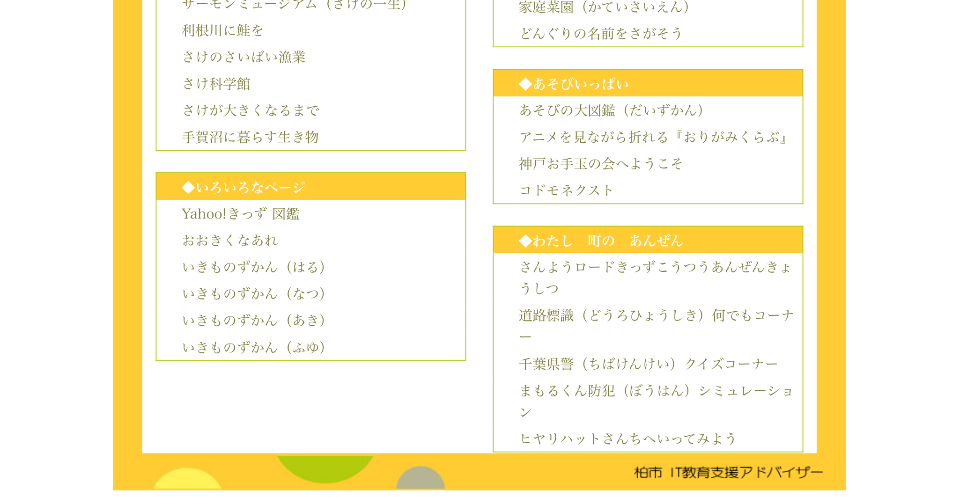 サーモンミュージアム（さけの一生）
利根川に鮭を
さけのさいばい漁業
さけ科学館
さけが大きくなるまで
手賀沼に暮らす生き物
◆いろいろなページ
Yahoo!きっず 図鑑
おおきくなあれ
いきものずかん（はる）
いきものずかん（なつ）
いきものずかん（あき）
いきものずかん（ふゆ）
家庭菜園（かていさいえん）
どんぐりの名前をさがそう
◆あそびいっぱい
あそびの大図鑑（だいずかん）
アニメを見ながら折れる『おりがみくらぶ』
神戸お手玉の会へようこそ
コドモネクスト
◆わたし　町の　あんぜん
さんようロードきっずこうつうあんぜんきょ
うしつ
道路標識（どうろひょうしき）何でもコーナ
ー
千葉県警（ちばけんけい）クイズコーナー
まもるくん防犯（ぼうはん）シミュレーショ
ン
ヒヤリハットさんちへいってみよう
柏市 IT教育支援アドバイザー